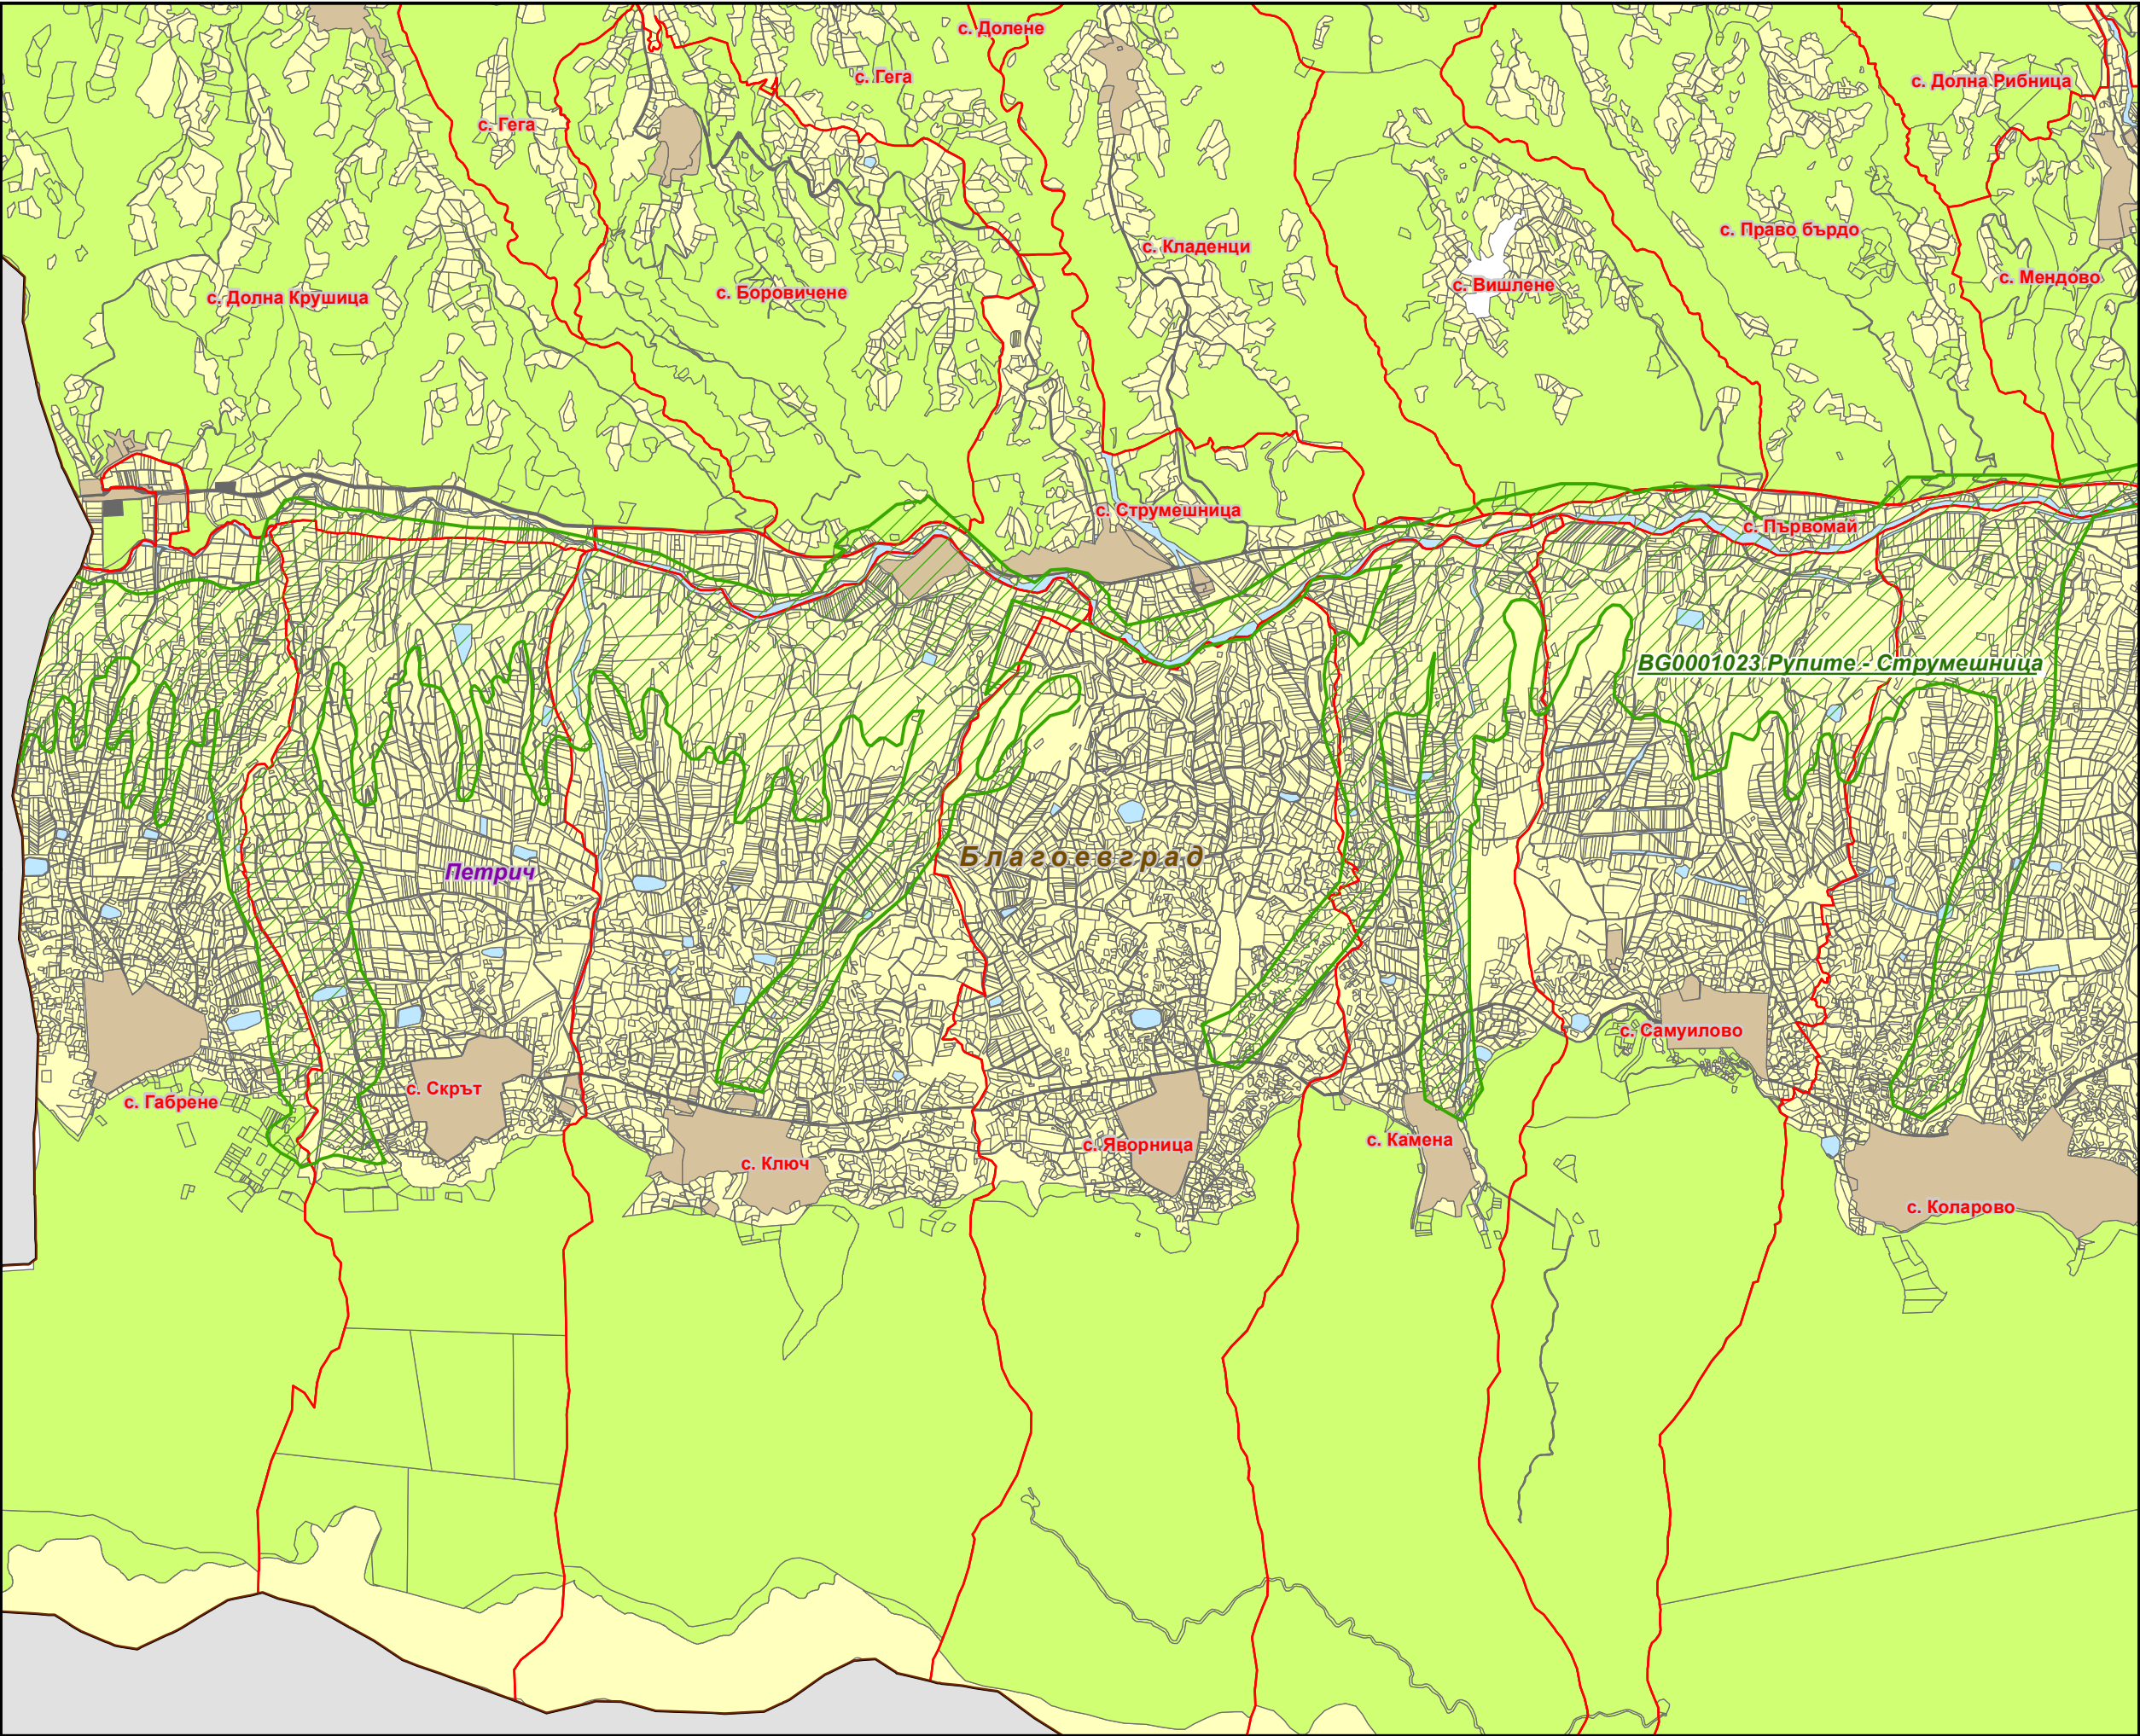 с. Долене
с. Гега
с. Долна Рибница
с. Гега
с. Право бърдо
с. Кладенци
с. Мендово
с. Вишлене
с. Боровичене
с. Долна Крушица
с. Струмешница
с. Първомай
BG0001023 Рупите - Струмешница
Благоевград
Петрич
с. Самуилово
с. Скрът
с. Габрене
с. Камена
с. Яворница
с. Ключ
с. Коларово